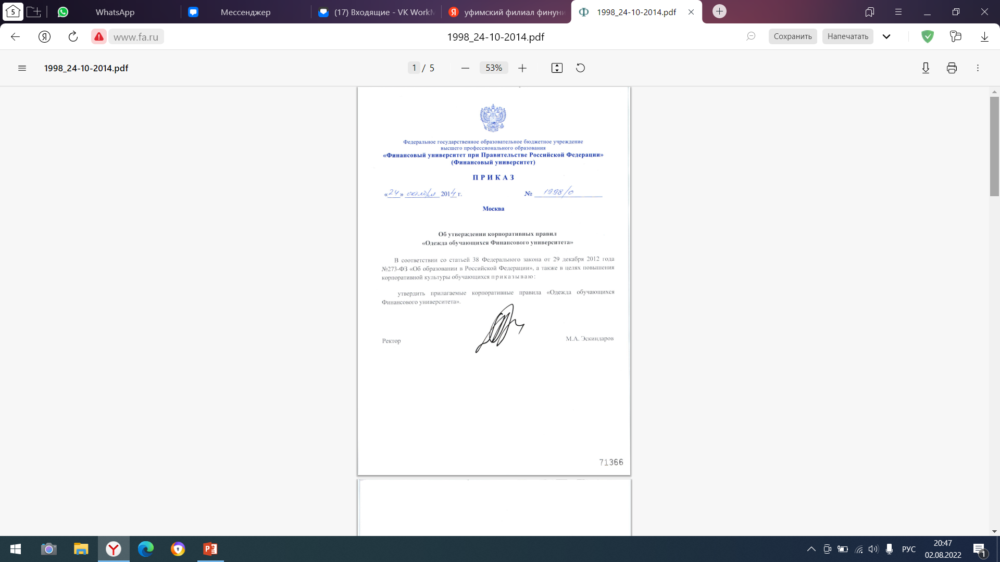 5
WhatsApp
Мессенджер
(17) Входящие - VK WorkM
Я
уфимский филиал финуни
Ф
1998_24-10-2014.pdf
Я
www.fa.ru
1998_24-10-2014.pdf
Сохранить
Напечатать
1998_24-10-2014.pdf
1 / 5
53%
Федеральное государственное образовательное бюджетное учреждение
высшего профессионального образования
«Финансовый университет при Правительстве Российской Федерации»
(Финансовый университет)
ПРИКАЗ
«24» октября 2014 г.
№ 1998/о
Москва
Об утверждении корпоративных правил
«Одежда обучающихся Финансового университета»
В соответствии со статьей 38 Федерального закона от 29 декабря 2012 года
№273-ФЗ «Об образовании в Российской Федерации», а также в целях повышения
корпоративной культуры обучающихся приказываю:
утвердить прилагаемые корпоративные правила «Одежда обучающихся
Финансового университета».
Ректор
М.А. Эскиндаров
71366
РУС
20:47
02.08.2022
1